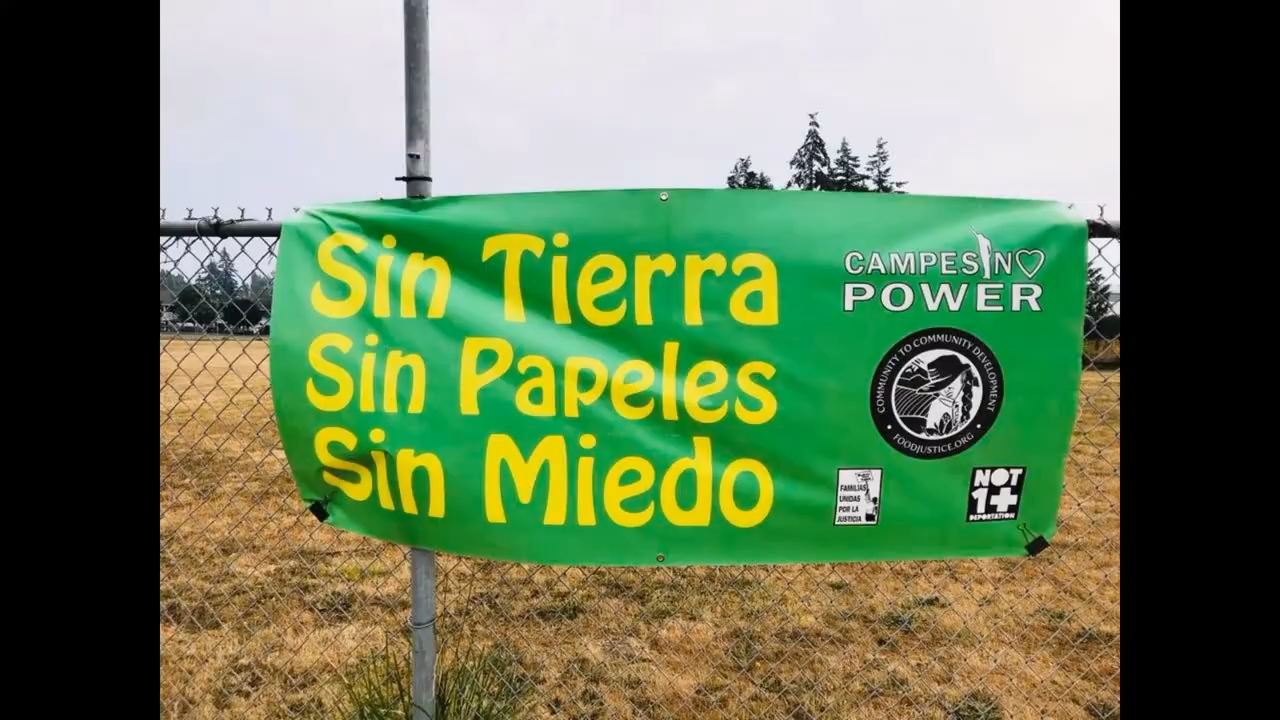 Sin Tierra
Sin Papeles
Sin Miedo
CAMPESINO
POWER
COMMUNITY TO COMMUNITY DEVELOPMENT
• FOODJUSTICE.ORG •
FAMILIAS
UNIDAS
POR LA
JUSTICIA
NOT
1+
DEPORTATION